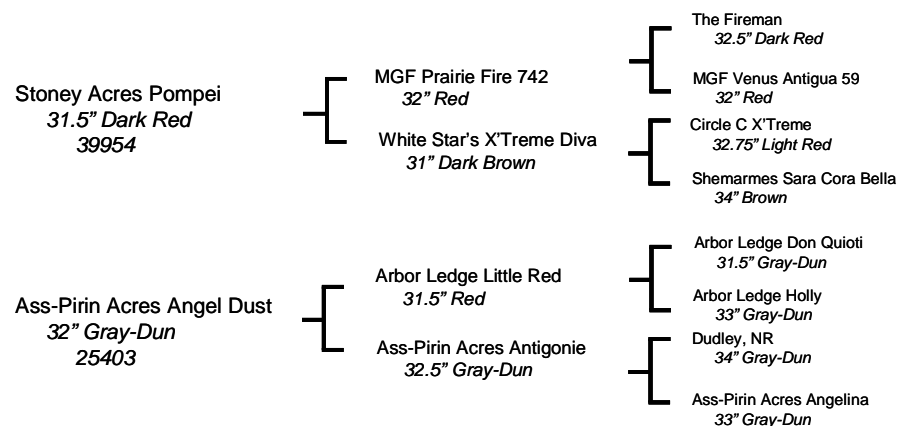 Stoney Acres Pompei
31.5” Dark Red
39954
MGF Prairie Fire 742
32” Red
White Star’s X’Treme Diva
31” Dark Brown
The Fireman
32.5” Dark Red
MGF Venus Antigua 59
32” Red
Circle C X’Treme
32.75” Light Red
Shemarmes Sara Cora Bella
34” Brown
Ass-Pirin Acres Angel Dust
32” Gray-Dun
25403
Arbor Ledge Little Red
31.5” Red
Ass-Pirin Acres Antigonie
32.5” Gray-Dun
Arbor Ledge Don Quioti
31.5” Gray-Dun
Arbor Ledge Holly
33” Gray-Dun
Dudley, NR
34” Gray-Dun
Ass-Pirin Acres Angelina
33” Gray-Dun